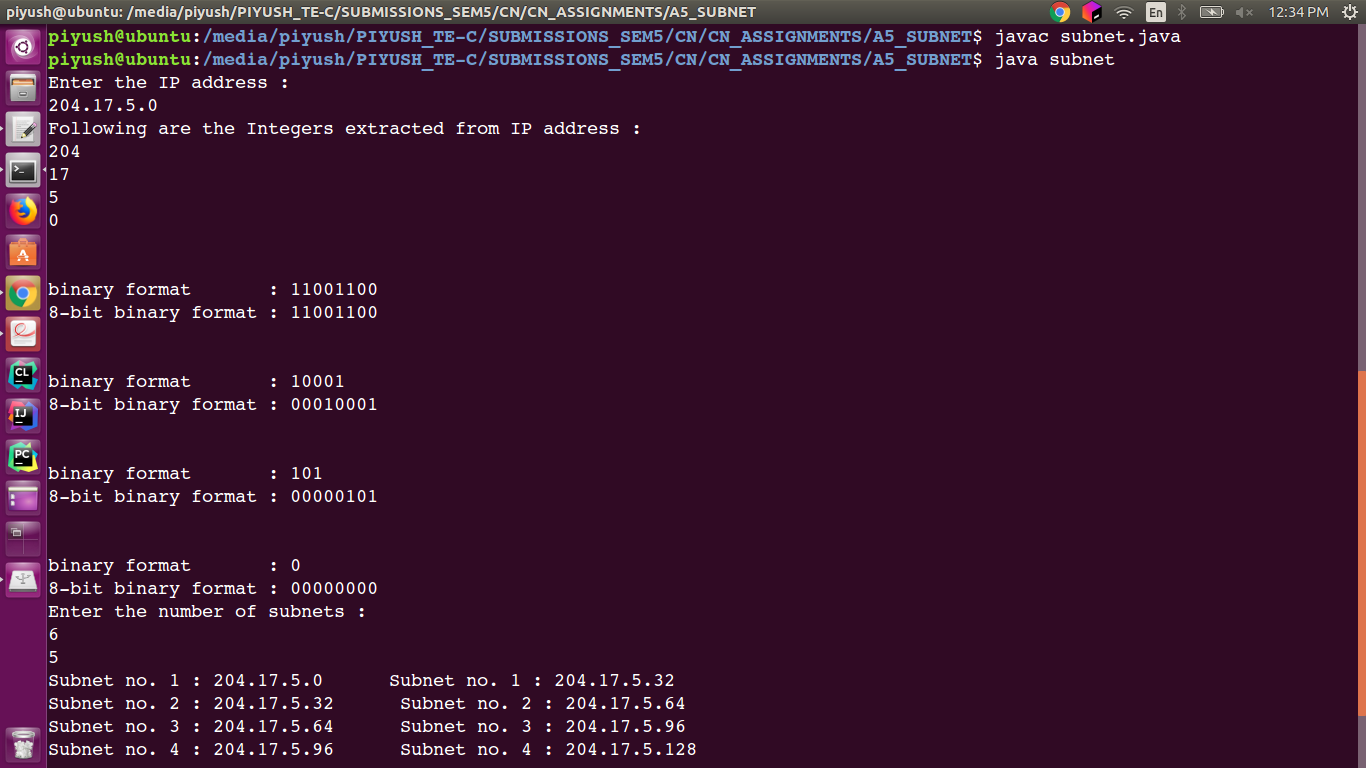 piyush@ubuntu: /media/piyush/PIYUSH_TE-C/SUBMISSIONS_SEM5/CN/CN_ASSIGNMENTS/A5_SUBNET En 12:34 PM
piyush@ubuntu:/media/piyush/PIYUSH_TE-C/SUBMISSIONS_SEM5/CN/CN_ASSIGNMENTS/A5_SUBNET$ javac subnet.java
piyush@ubuntu:/media/piyush/PIYUSH_TE-C/SUBMISSIONS_SEM5/CN/CN_ASSIGNMENTS/A5_SUBNET$ java subnet
Enter the IP address :
204.17.5.0
Following are the Integers extracted from IP address :
204
17
5
0
binary format       : 11001100
8-bit binary format : 11001100
binary format       : 10001
8-bit binary format : 00010001
binary format       : 101
8-bit binary format : 00000101
binary format       : 0
8-bit binary format : 00000000
Enter the number of subnets :
6
5
Subnet no. 1 : 204.17.5.0      Subnet no. 1 : 204.17.5.32
Subnet no. 2 : 204.17.5.32      Subnet no. 2 : 204.17.5.64
Subnet no. 3 : 204.17.5.64      Subnet no. 3 : 204.17.5.96
Subnet no. 4 : 204.17.5.96      Subnet no. 4 : 204.17.5.128
CL
IJ
PC